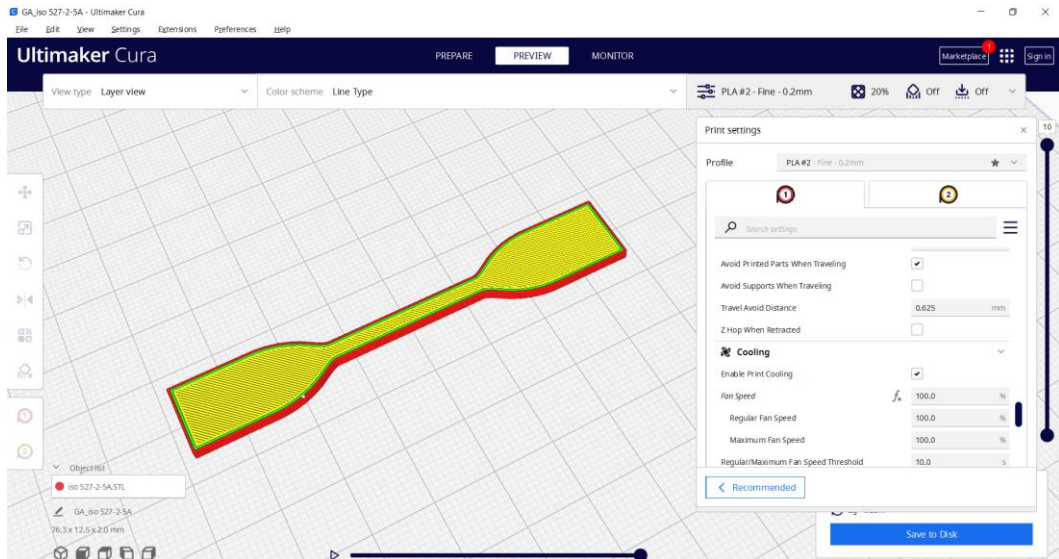 GA_iso 527-2-5A - Ultimaker Cura
File Edit View Settings Extensions Preferences Help
Ultimaker Cura
PREPARE PREVIEW MONITOR
Marketplace 1 Sign in
View type Layer view
Color scheme Line Type
PLA #2 - Fine - 0.2mm 20% Off Off
Print settings
10
Profile PLA #2 - Fine - 0.2mm
1 2
Search settings
Avoid Printed Parts When Traveling
Avoid Supports When Traveling
Travel Avoid Distance 0.625 mm
Z Hop When Retracted
Cooling
Enable Print Cooling
Fan Speed 100.0 %
Regular Fan Speed 100.0 %
Maximum Fan Speed 100.0 %
Regular/Maximum Fan Speed Threshold 10.0 s
Recommended
Save to Disk
1
2
Object list
iso 527-2-5A.STL
GA_iso 527-2-5A
76.3 x 12.5 x 2.0 mm